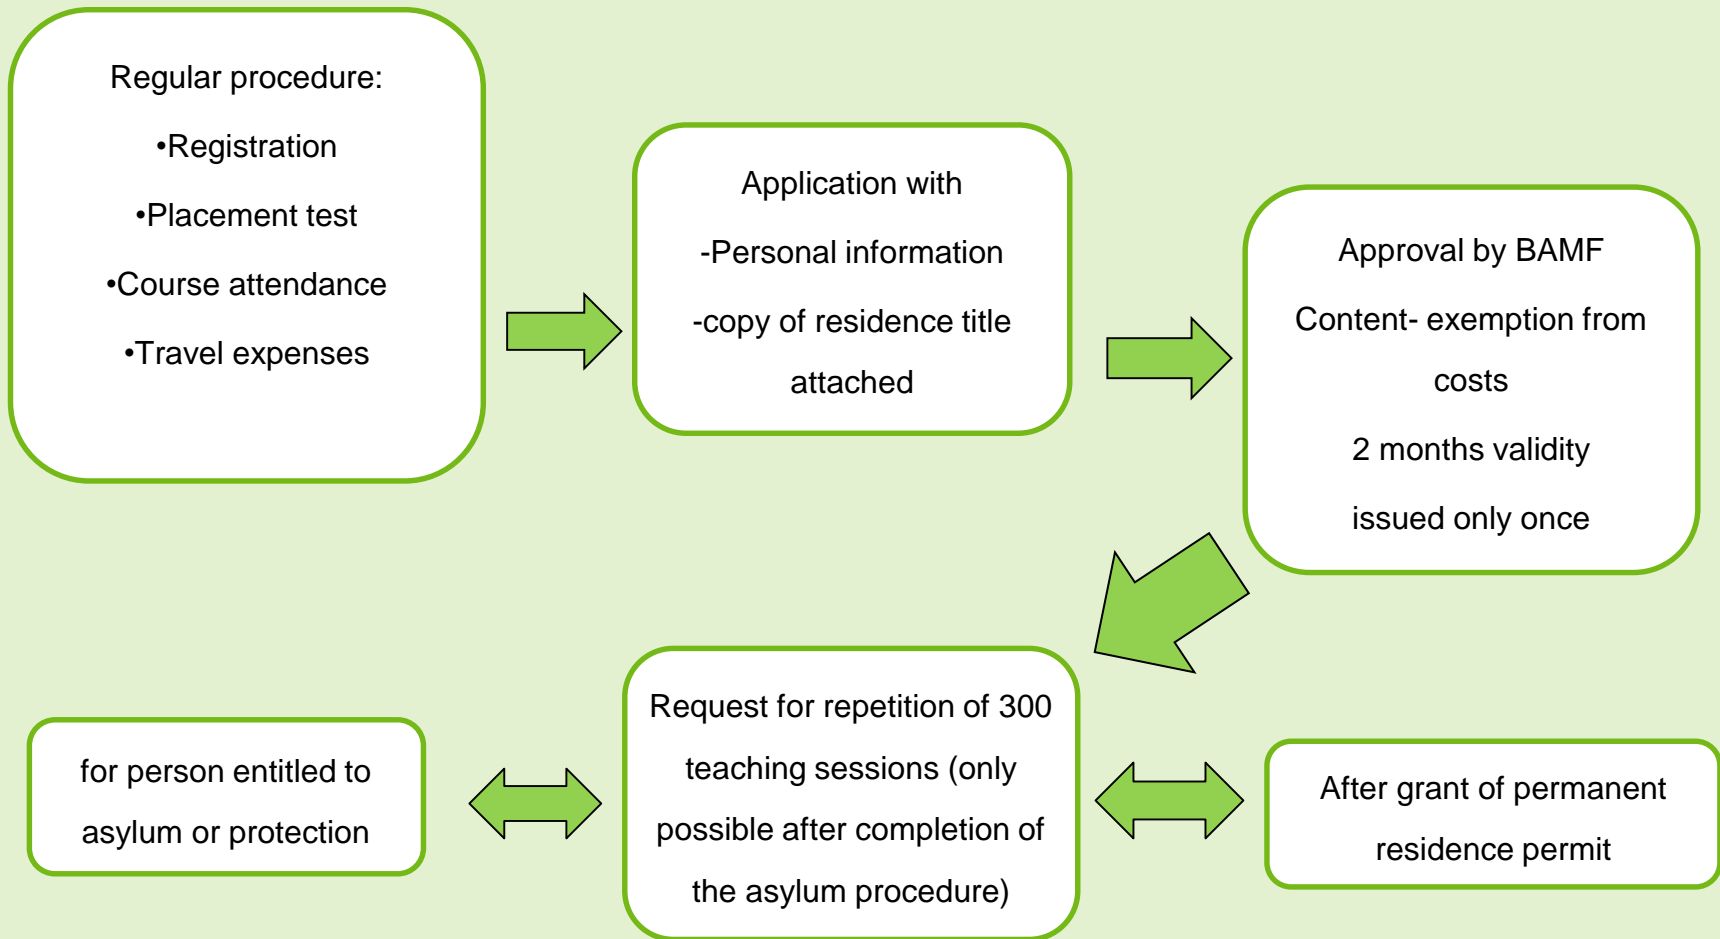 Regular procedure:
•Registration
•Placement test
•Course attendance
•Travel expenses
Application with
-Personal information
-copy of residence title
attached
Approval by BAMF
Content- exemption from
costs
2 months validity
issued only once
for person entitled to
asylum or protection
Request for repetition of 300
teaching sessions (only
possible after completion of
the asylum procedure)
After grant of permanent
residence permit